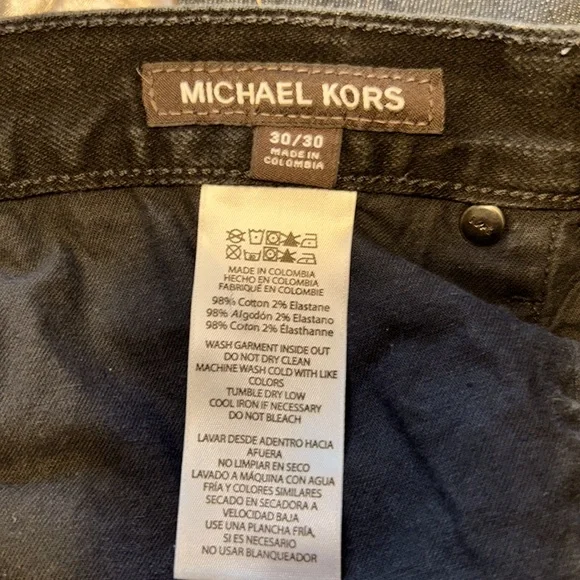 MICHAEL KORS
30/30
MADE IN
COLOMBIA
MADE IN COLOMBIA
HECHO EN COLOMBIA
FABRIQUÉ EN COLOMBIE
98% Cotton 2% Elastane
98% Algodón 2% Elastano
98% Cotton 2% Élasthanne
WASH GARMENT INSIDE OUT
DO NOT DRY CLEAN
MACHINE WASH COLD WITH LIKE
COLORS
TUMBLE DRY LOW
COOL IRON IF NECESSARY
DO NOT BLEACH
LAVAR DESDE ADENTRO HACIA
AFUERA
NO LIMPIAR EN SECO
LAVADO A MÁQUINA CON AGUA
FRÍA Y COLORES SIMILARES
SECADO EN SECADORA A
VELOCIDAD BAJA
USE UNA PLANCHA FRÍA,
SI ES NECESARIO
NO USAR BLANQUEADOR